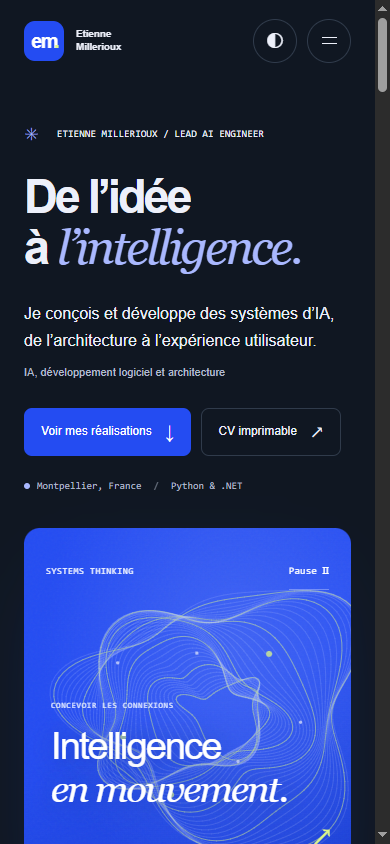 em
Etienne
Millerioux
ETIENNE MILLERIOUX / LEAD AI ENGINEER
De l’idée
à l’intelligence.
Je conçois et développe des systèmes d’IA,
de l’architecture à l’expérience utilisateur.
IA, développement logiciel et architecture
Voir mes réalisations ↓
CV imprimable ↗
Montpellier, France / Python & .NET
SYSTEMS THINKING
Pause
CONCEVOIR LES CONNEXIONS
Intelligence
en mouvement.